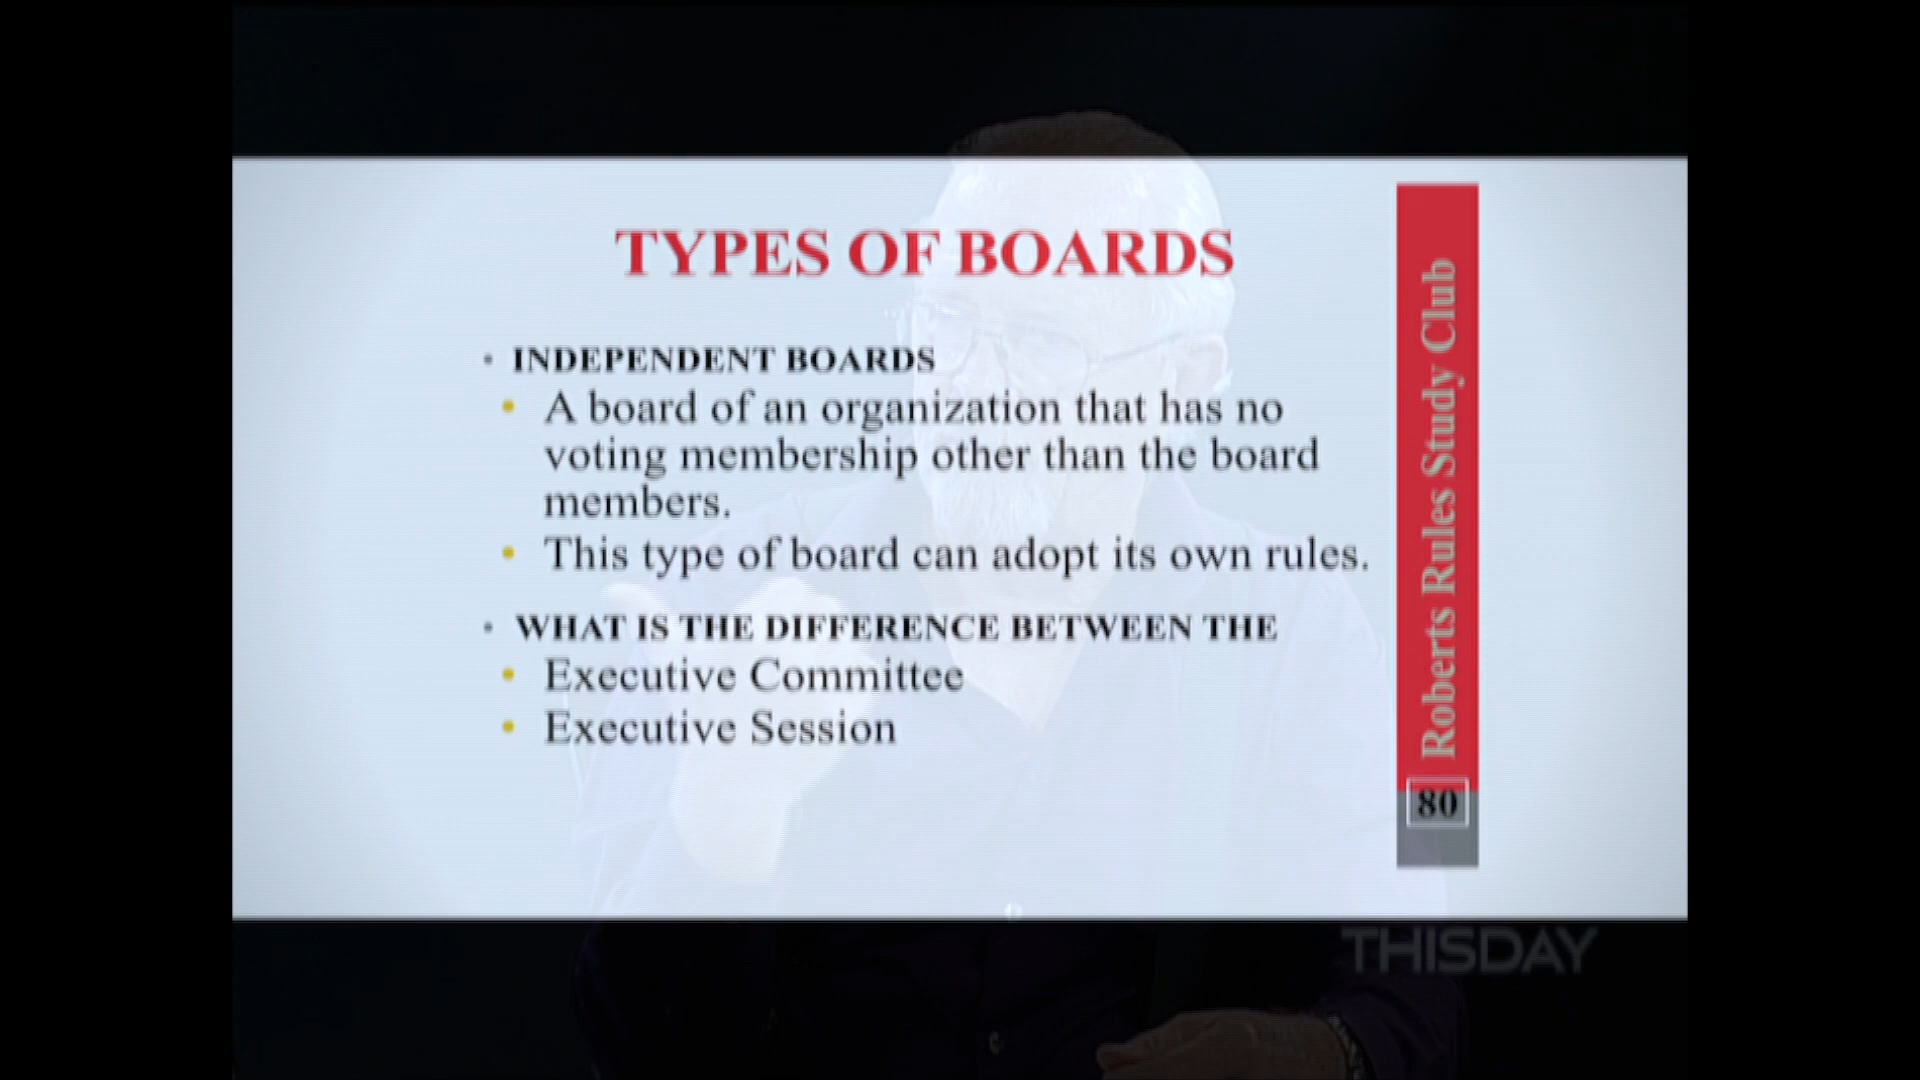 TYPES OF BOARDS
• INDEPENDENT BOARDS
• A board of an organization that has no
voting membership other than the board
members.
• This type of board can adopt its own rules.
• WHAT IS THE DIFFERENCE BETWEEN THE
• Executive Committee
• Executive Session
Roberts Rules Study Club
80
THISDAY